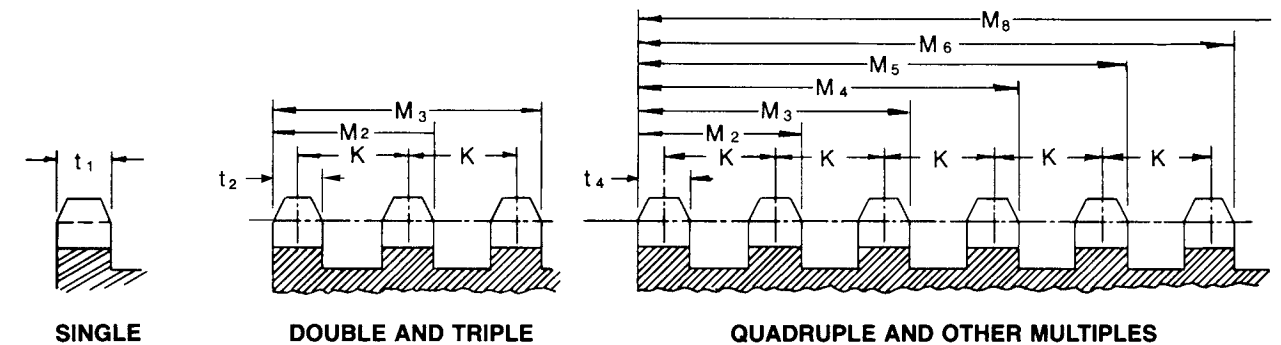 M₈
M₆
M₅
M₄
M₃ M₃
M₂ M₂
t₁ K K K K K K K
t₂ t₄
SINGLE DOUBLE AND TRIPLE QUADRUPLE AND OTHER MULTIPLES